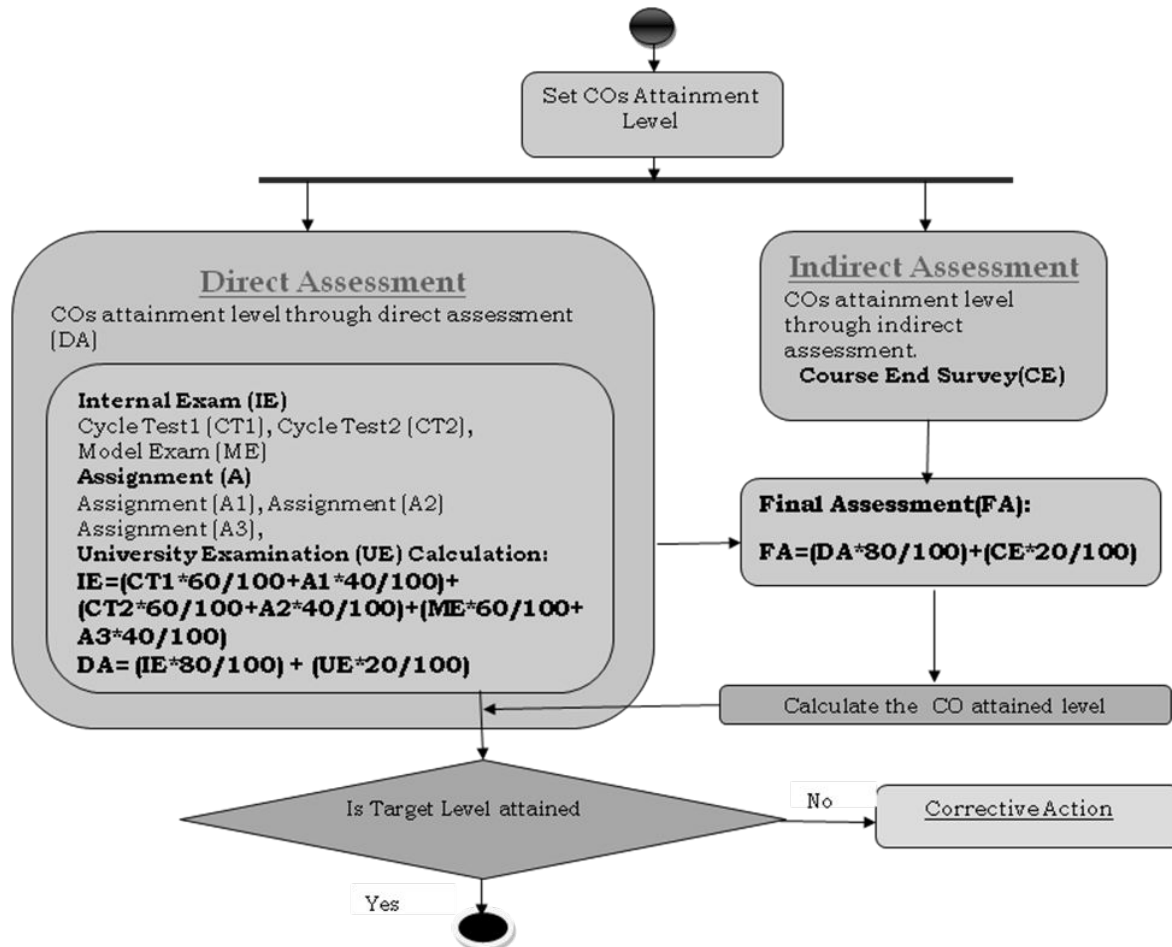 Set COs Attainment
Level
Direct Assessment
COs attainment level through direct assessment
(DA)
Internal Exam (IE)
Cycle Test1 (CT1), Cycle Test2 (CT2),
Model Exam (ME)
Assignment (A)
Assignment (A1), Assignment (A2)
Assignment (A3),
University Examination (UE) Calculation:
IE=(CT1*60/100+A1*40/100)+
(CT2*60/100+A2*40/100)+(ME*60/100+
A3*40/100)
DA= (IE*80/100) + (UE*20/100)
Indirect Assessment
COs attainment level
through indirect
assessment.
Course End Survey(CE)
Final Assessment(FA):
FA=(DA*80/100)+(CE*20/100)
Calculate the CO attained level
Is Target Level attained
No
Corrective Action
Yes